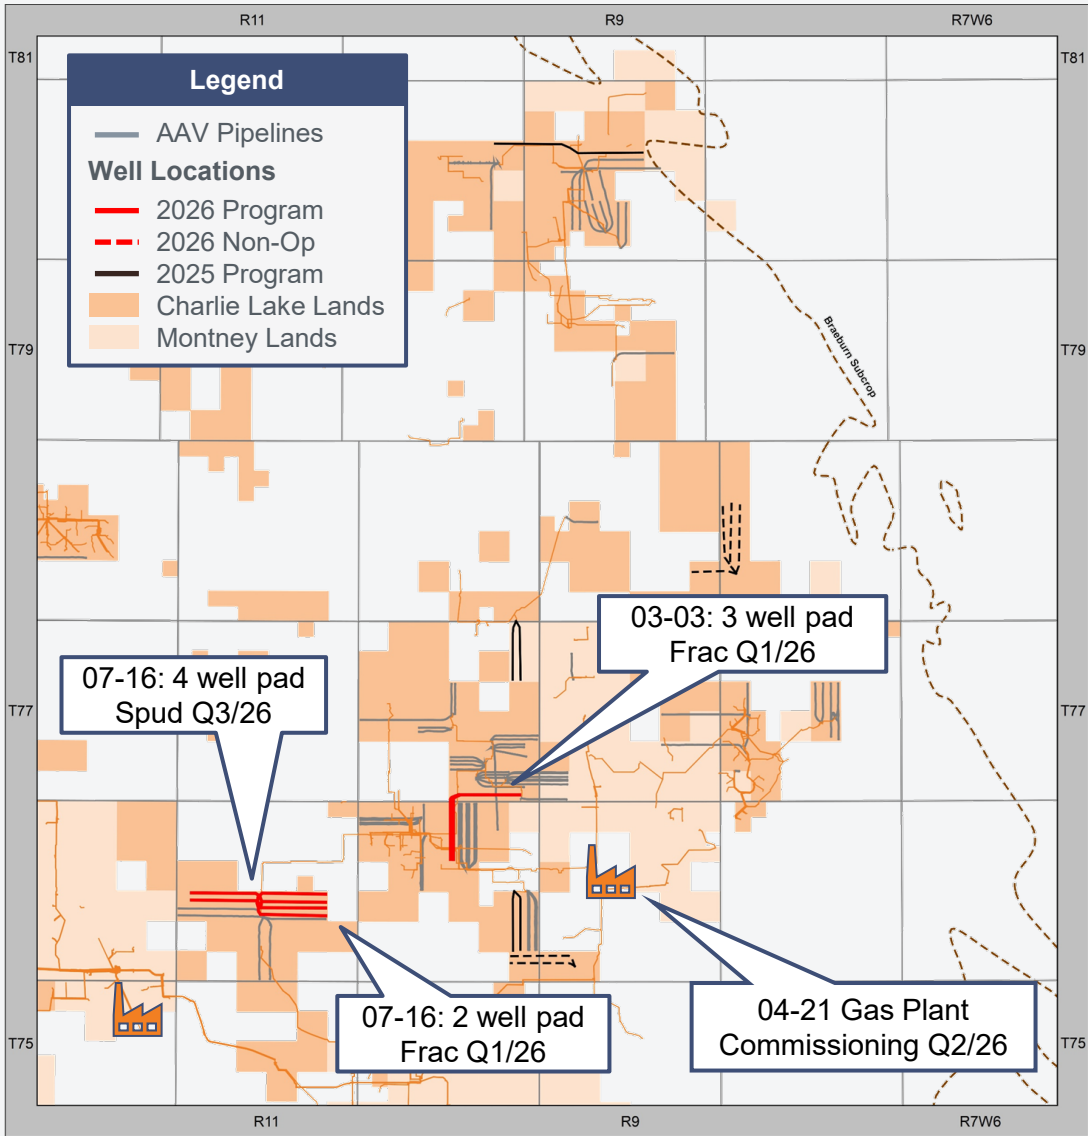 R11
R9
R7W6
T81
T81
Legend
AAV Pipelines
Well Locations
2026 Program
2026 Non-Op
2025 Program
Charlie Lake Lands
Montney Lands
T79
T79
Braeburn Subcrop
03-03: 3 well pad
Frac Q1/26
07-16: 4 well pad
Spud Q3/26
T77
T77
07-16: 2 well pad
Frac Q1/26
04-21 Gas Plant
Commissioning Q2/26
T75
T75
R11
R9
R7W6